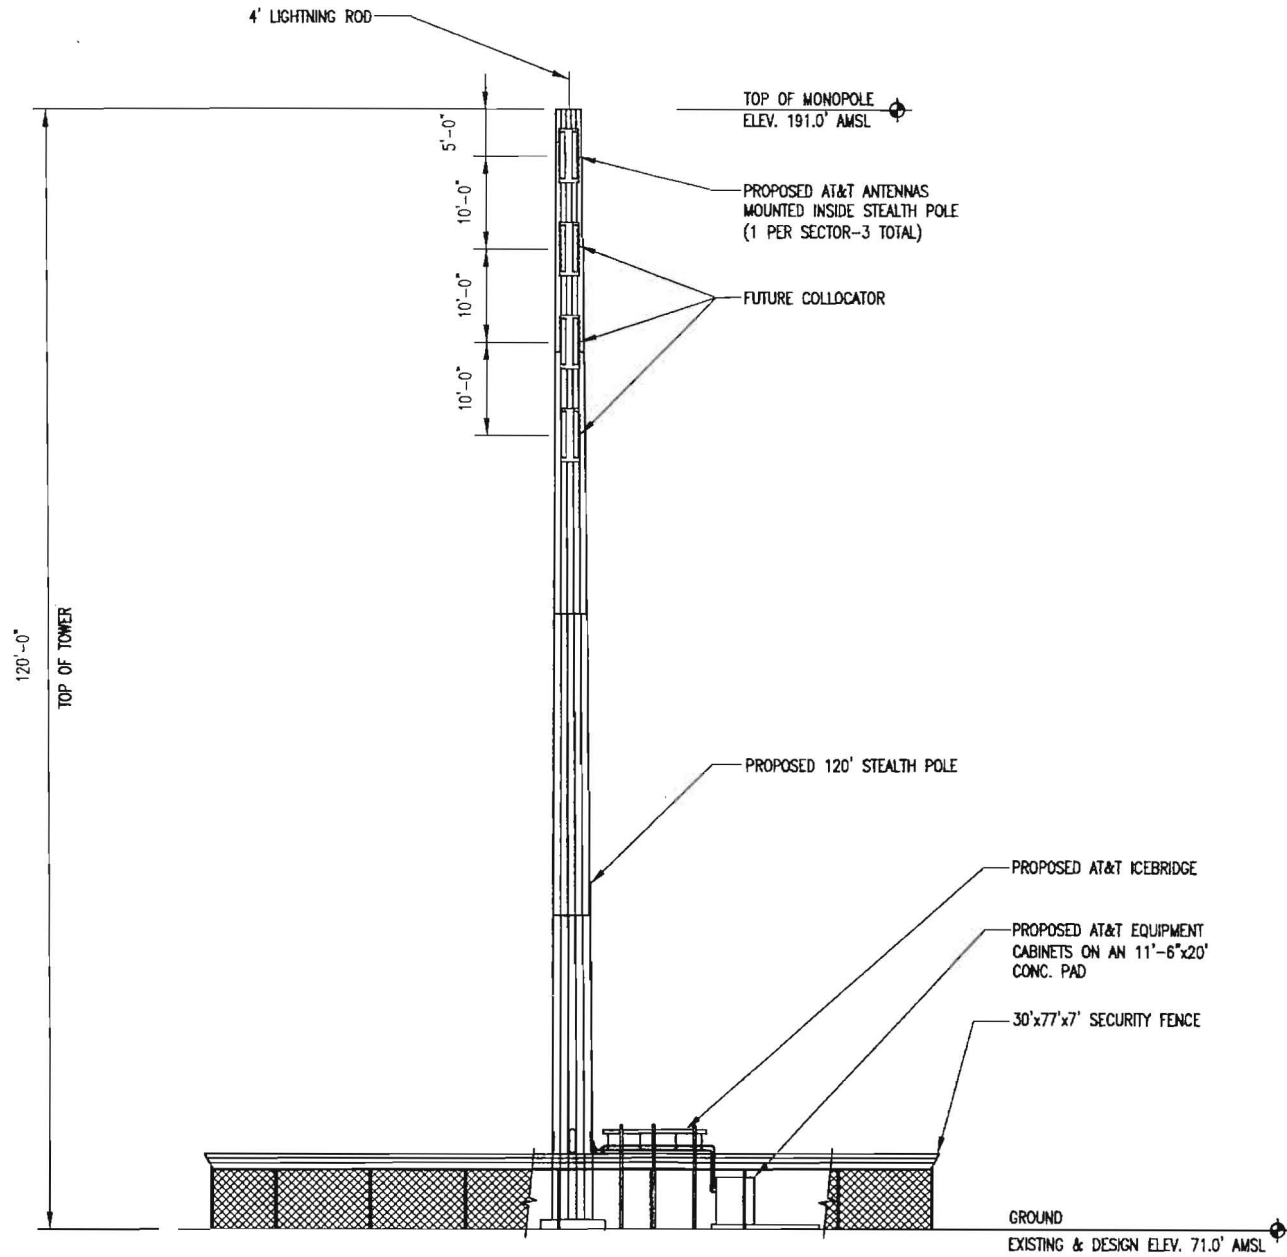 4' LIGHTNING ROD
TOP OF MONOPOLE
ELEV. 191.0' AMSL
5'-0"
PROPOSED AT&T ANTENNAS
MOUNTED INSIDE STEALTH POLE
(1 PER SECTOR-3 TOTAL)
10'-0"
FUTURE COLLOCATOR
10'-0"
10'-0"
120'-0"
TOP OF TOWER
PROPOSED 120' STEALTH POLE
PROPOSED AT&T ICEBRIDGE
PROPOSED AT&T EQUIPMENT
CABINETS ON AN 11'-6"x20'
CONC. PAD
30'x77'x7' SECURITY FENCE
GROUND
EXISTING & DESIGN ELEV. 71.0' AMSL